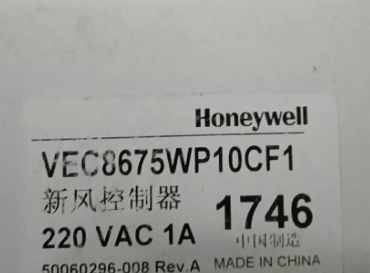 Honeywell
VEC8675WP10CF1
新风控制器
1746
220 VAC 1A
中国制造
50060296-008 Rev.A
MADE IN CHINA